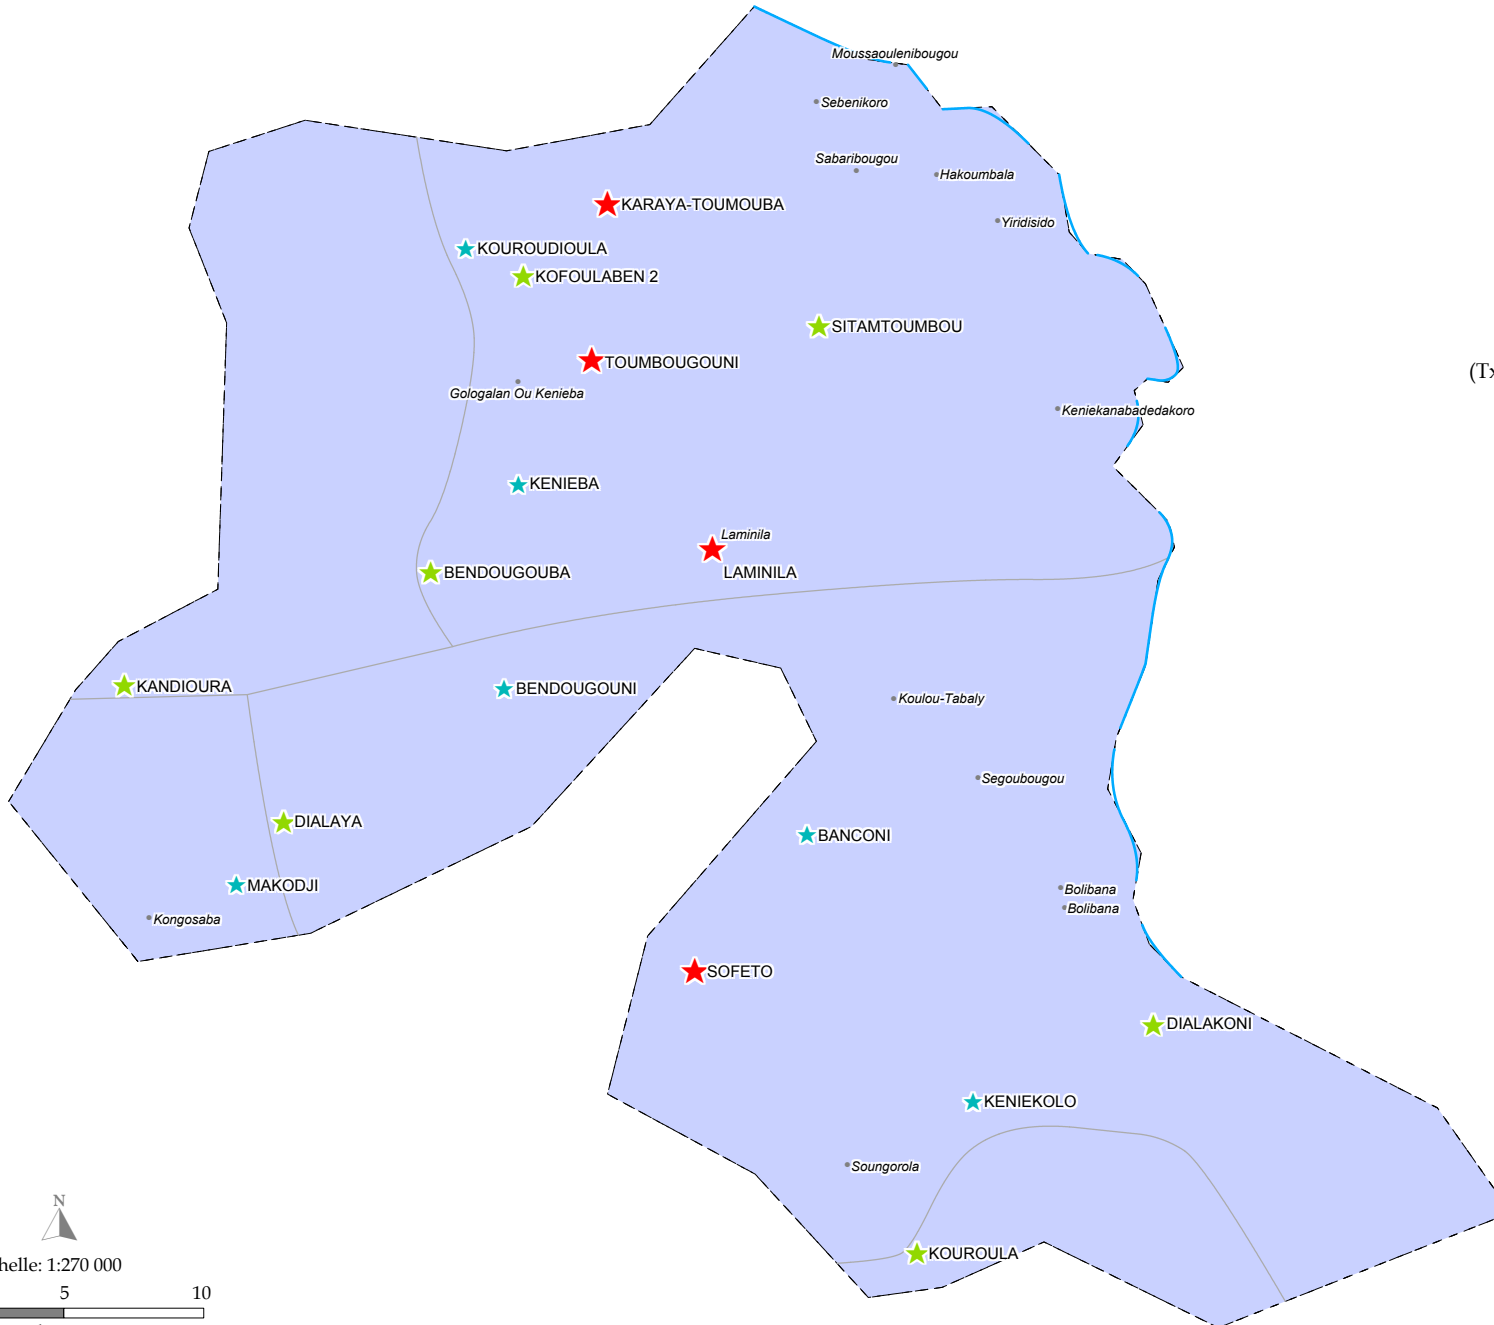 Moussaoulenibougou
Sebenikoro
Sabaribougou
Hakoumbala
KARAYA-TOUMOUBA
Yiridisido
KOUROUDIOULA
KOFOULABEN 2
SITAMTOUMBOU
TOUMBOUGOUNI
(Tx
Gologalan Ou Kenieba
Keniekanabadedakoro
KENIEBA
Laminila
LAMINILA
BENDOUGOUBA
KANDIOURA
BENDOUGOUNI
Koulou-Tabaly
Segoubougou
DIALAYA
BANCONI
MAKODJI
Bolibana
Bolibana
Kongosaba
SOFETO
DIALAKONI
KENIEKOLO
Soungorola
N
KOUROULA
helle: 1:270 000
5 10